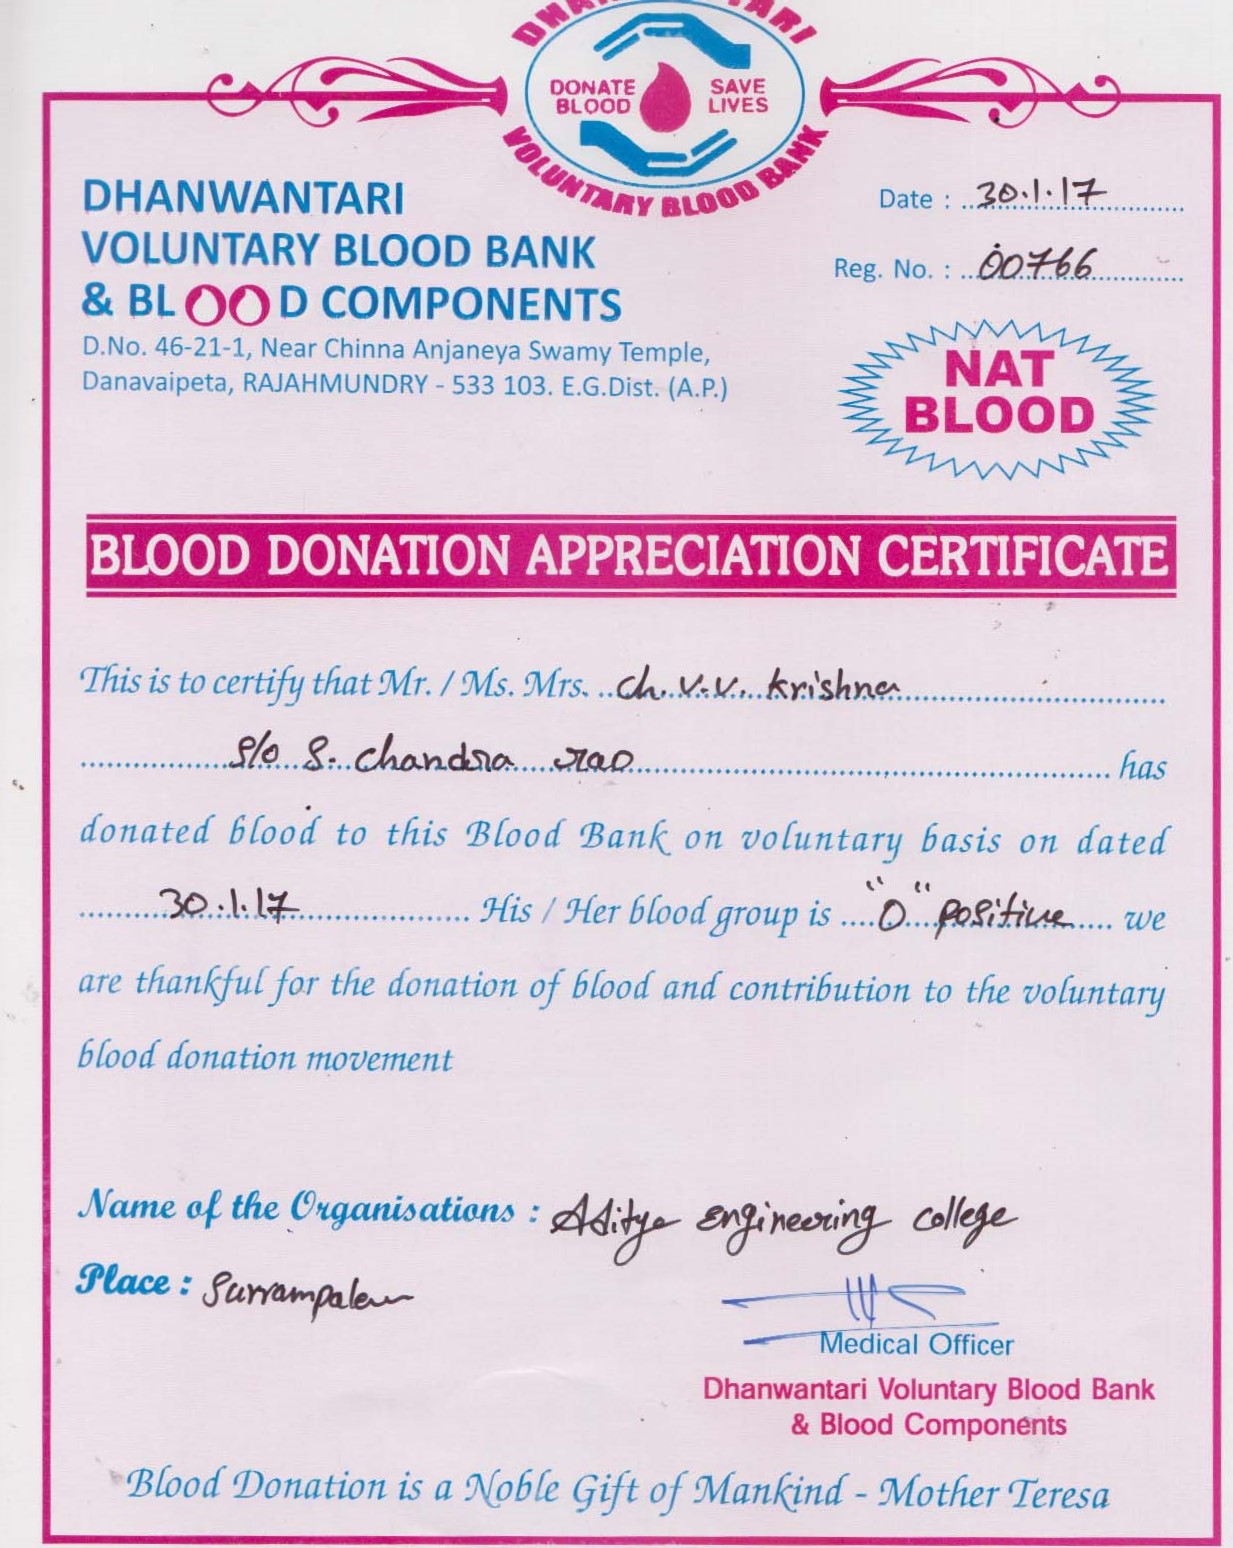 DONATE SAVE
BLOOD LIVES
VOLUNTARY BLOOD BANK
DHANWANTARI
VOLUNTARY BLOOD BANK
& BLOOD COMPONENTS
D.No. 46-21-1, Near Chinna Anjaneya Swamy Temple,
Danavaipeta, RAJAHMUNDRY - 533 103. E.G.Dist. (A.P.)
Date : 30.1.17
Reg. No. : 00766
NAT
BLOOD
BLOOD DONATION APPRECIATION CERTIFICATE
This is to certify that Mr. / Ms. Mrs. Ch. V.V. Krishna
S/o S. Chandra rao has
donated blood to this Blood Bank on voluntary basis on dated
30.1.17 His / Her blood group is "O" positive we
are thankful for the donation of blood and contribution to the voluntary
blood donation movement
Name of the Organisations : Aditya engineering college
Place : Surrampalem
Medical Officer
Dhanwantari Voluntary Blood Bank
& Blood Components
Blood Donation is a Noble Gift of Mankind - Mother Teresa